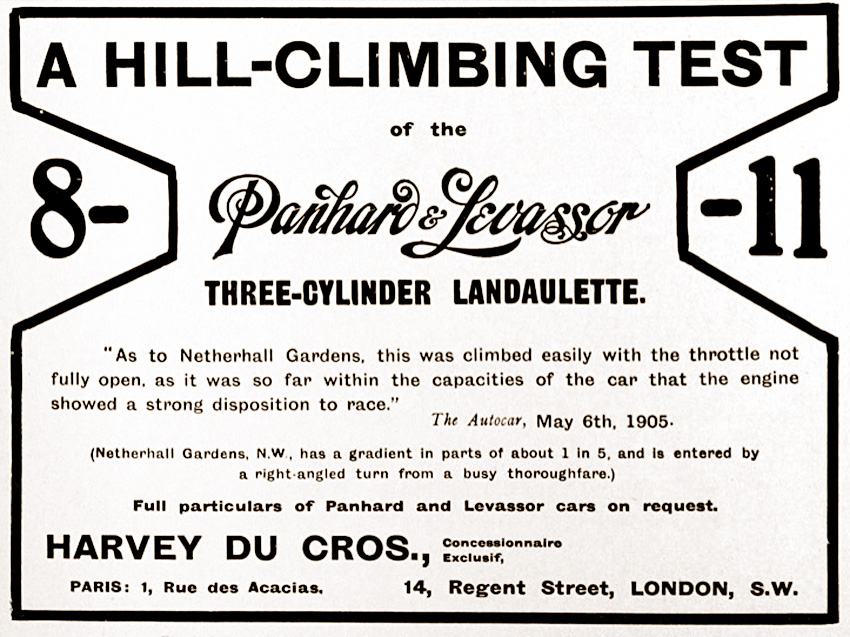 A HILL-CLIMBING TEST
of the
8- Panhard & Levassor -11
THREE-CYLINDER LANDAULETTE.
"As to Netherhall Gardens, this was climbed easily with the throttle not
fully open, as it was so far within the capacities of the car that the engine
showed a strong disposition to race."
The Autocar, May 6th, 1905.
(Netherhall Gardens, N.W., has a gradient in parts of about 1 in 5, and is entered by
a right-angled turn from a busy thoroughfare.)
Full particulars of Panhard and Levassor cars on request.
HARVEY DU CROS., Concessionnaire
Exclusif,
PARIS: 1, Rue des Acacias. 14, Regent Street, LONDON, S.W.